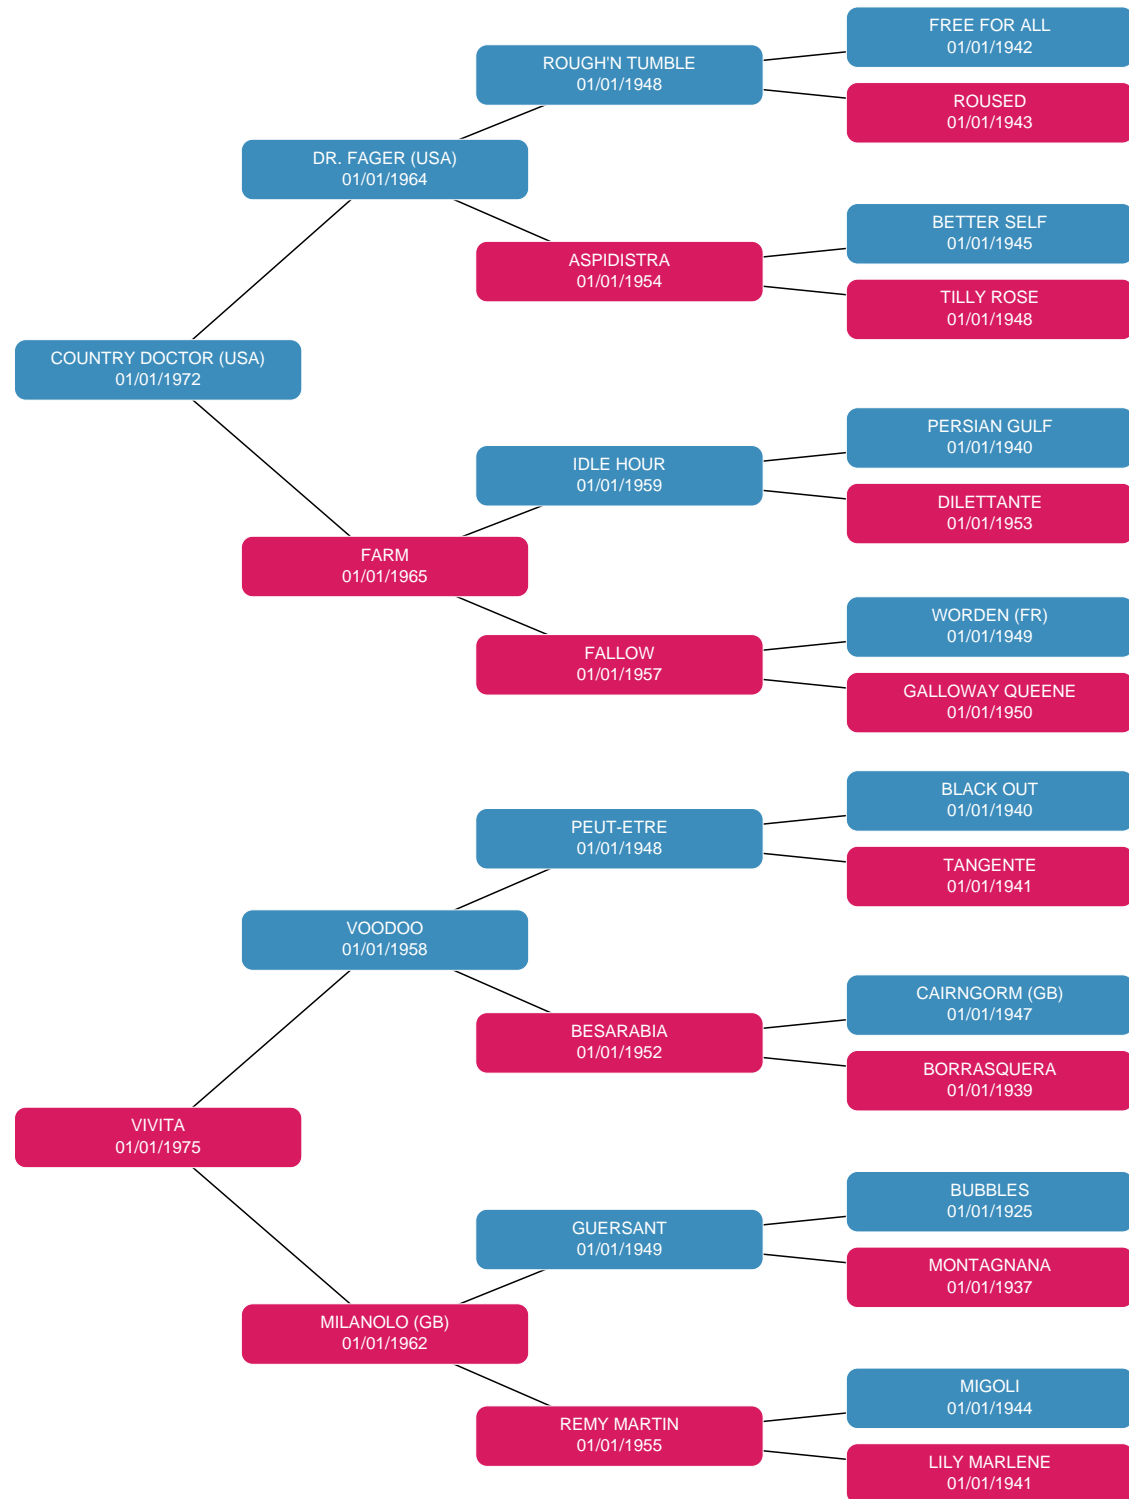 FREE FOR ALL
01/01/1942
ROUGH'N TUMBLE
01/01/1948
ROUSED
01/01/1943
DR. FAGER (USA)
01/01/1964
BETTER SELF
01/01/1945
ASPIDISTRA
01/01/1954
TILLY ROSE
01/01/1948
COUNTRY DOCTOR (USA)
01/01/1972
PERSIAN GULF
01/01/1940
IDLE HOUR
01/01/1959
DILETTANTE
01/01/1953
FARM
01/01/1965
WORDEN (FR)
01/01/1949
FALLOW
01/01/1957
GALLOWAY QUEENE
01/01/1950
BLACK OUT
01/01/1940
PEUT-ETRE
01/01/1948
TANGENTE
01/01/1941
VOODOO
01/01/1958
CAIRNGORM (GB)
01/01/1947
BESARABIA
01/01/1952
BORRASQUERA
01/01/1939
VIVITA
01/01/1975
BUBBLES
01/01/1925
GUERSANT
01/01/1949
MONTAGNANA
01/01/1937
MILANOLO (GB)
01/01/1962
MIGOLI
01/01/1944
REMY MARTIN
01/01/1955
LILY MARLENE
01/01/1941